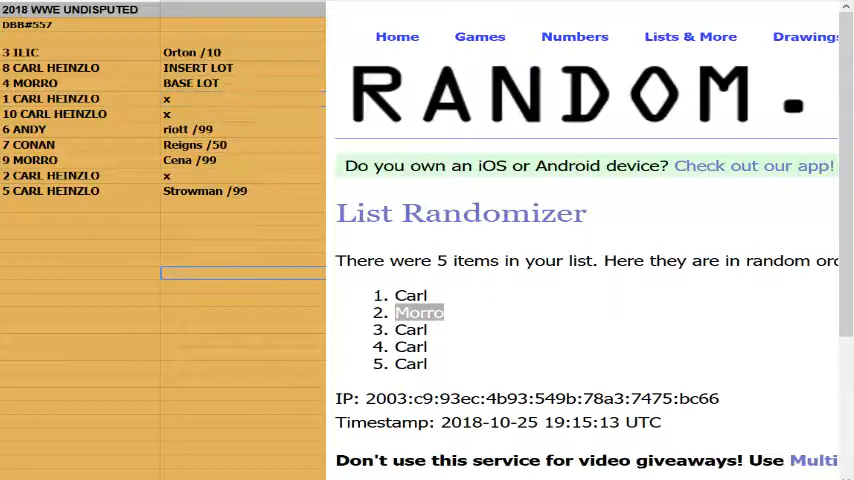 2018 WWE UNDISPUTED
DBB#557
3 ILIC Orton /10
8 CARL HEINZLO INSERT LOT
4 MORRO BASE LOT
1 CARL HEINZLO x
10 CARL HEINZLO x
6 ANDY riott /99
7 CONAN Reigns /50
9 MORRO Cena /99
2 CARL HEINZLO x
5 CARL HEINZLO Strowman /99
Home Games Numbers Lists & More Drawings
RANDOM.
Do you own an iOS or Android device? Check out our app!
List Randomizer
There were 5 items in your list. Here they are in random ord
1. Carl
2. Morro
3. Carl
4. Carl
5. Carl
IP: 2003:c9:93ec:4b93:549b:78a3:7475:bc66
Timestamp: 2018-10-25 19:15:13 UTC
Don't use this service for video giveaways! Use Multi